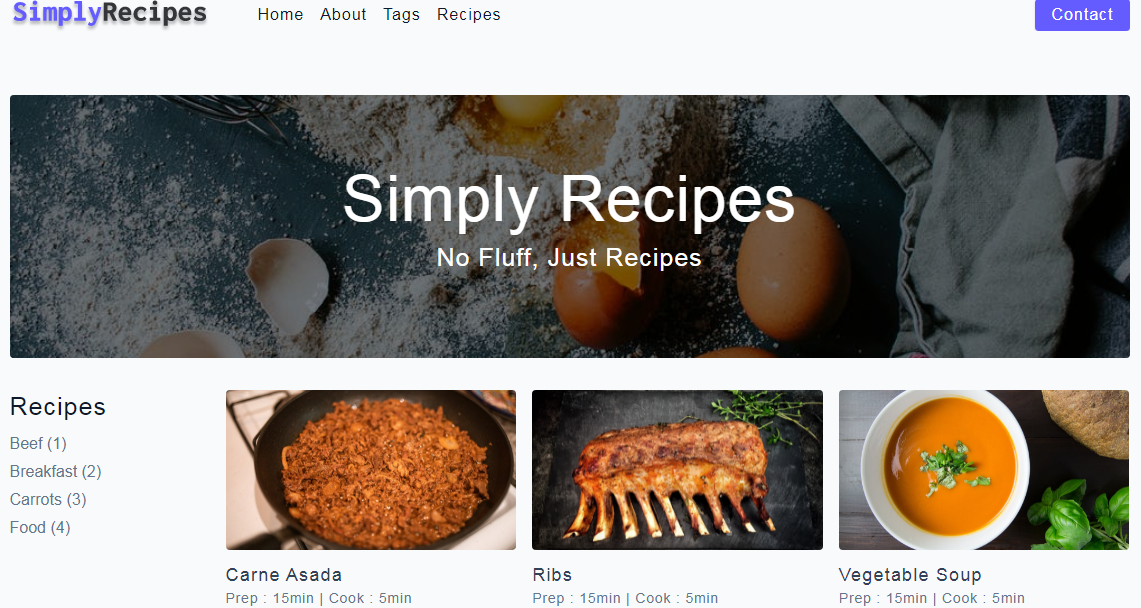 SimplyRecipes Home About Tags Recipes Contact
Simply Recipes
No Fluff, Just Recipes
Recipes
Beef (1)
Breakfast (2)
Carrots (3)
Food (4)
Carne Asada
Prep : 15min | Cook : 5min
Ribs
Prep : 15min | Cook : 5min
Vegetable Soup
Prep : 15min | Cook : 5min